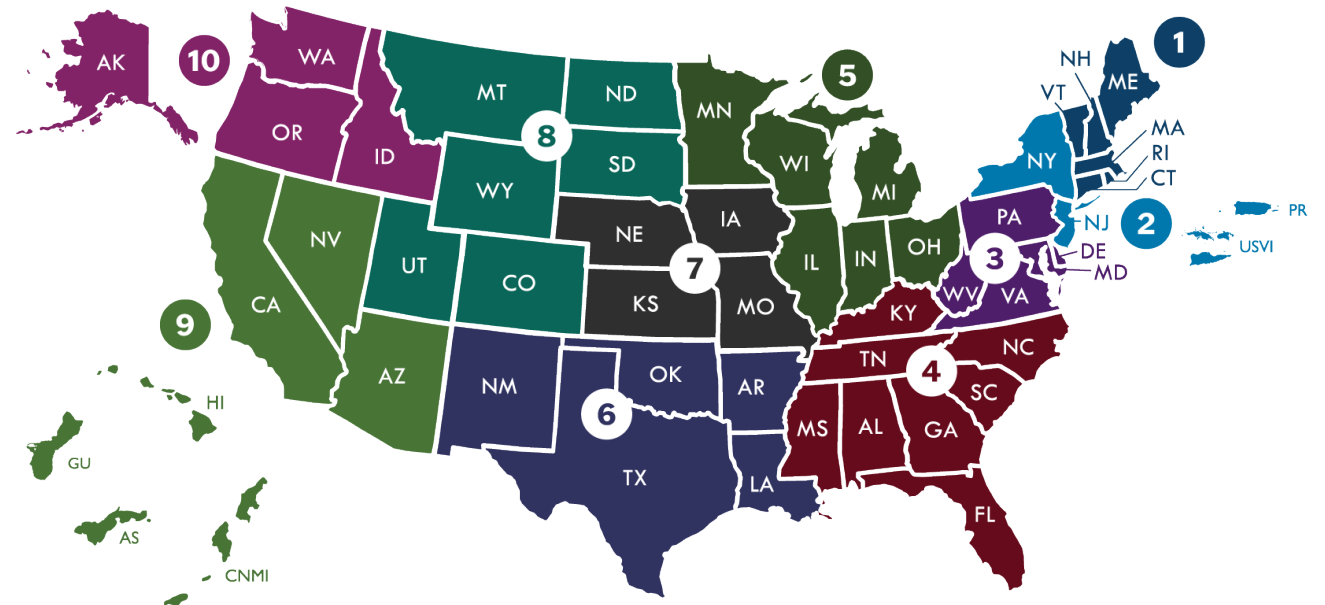 AK
10
WA
OR
ID
MT
ND
8
SD
WY
UT
CO
MN
5
WI
MI
IL
IN
OH
NH
1
ME
VT
MA
RI
CT
NY
NJ
2
PR
USVI
PA
3
DE
MD
WV
VA
NE
IA
7
KS
MO
NV
CA
9
AZ
HI
GU
AS
CNMI
NM
OK
AR
6
TX
LA
KY
TN
NC
4
SC
MS
AL
GA
FL